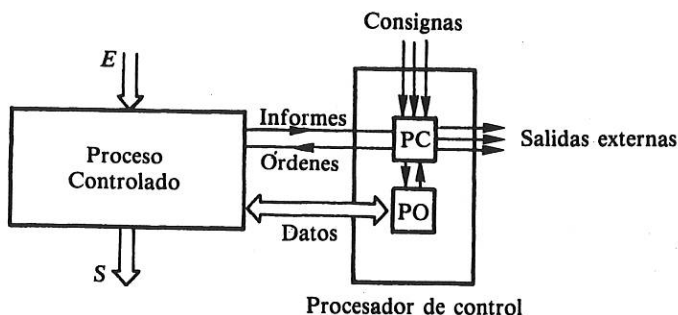 Consignas
E
Informes
PC
Salidas externas
Proceso
Controlado
Órdenes
PO
Datos
S
Procesador de control